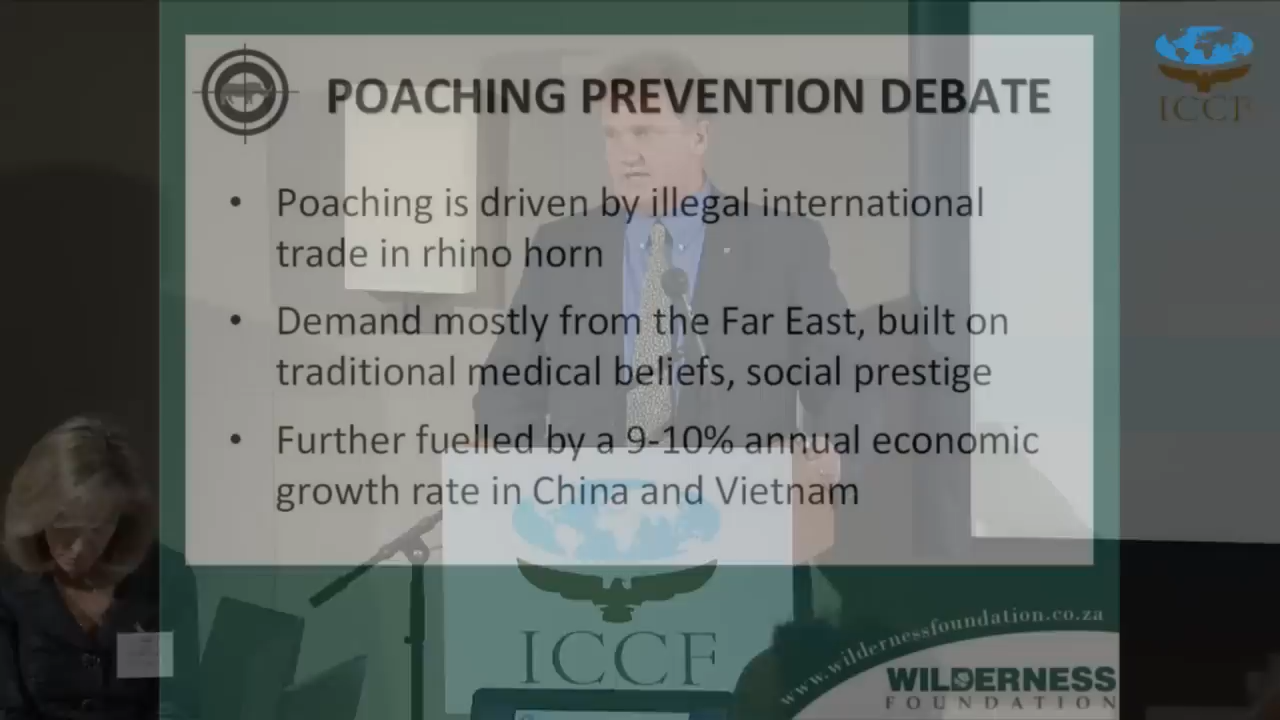 POACHING PREVENTION DEBATE
ICCF
• Poaching is driven by illegal international
trade in rhino horn
• Demand mostly from the Far East, built on
traditional medical beliefs, social prestige
• Further fuelled by a 9-10% annual economic
growth rate in China and Vietnam
ICCF
www.wildernessfoundation.co.za
WILDERNESS
FOUNDATION